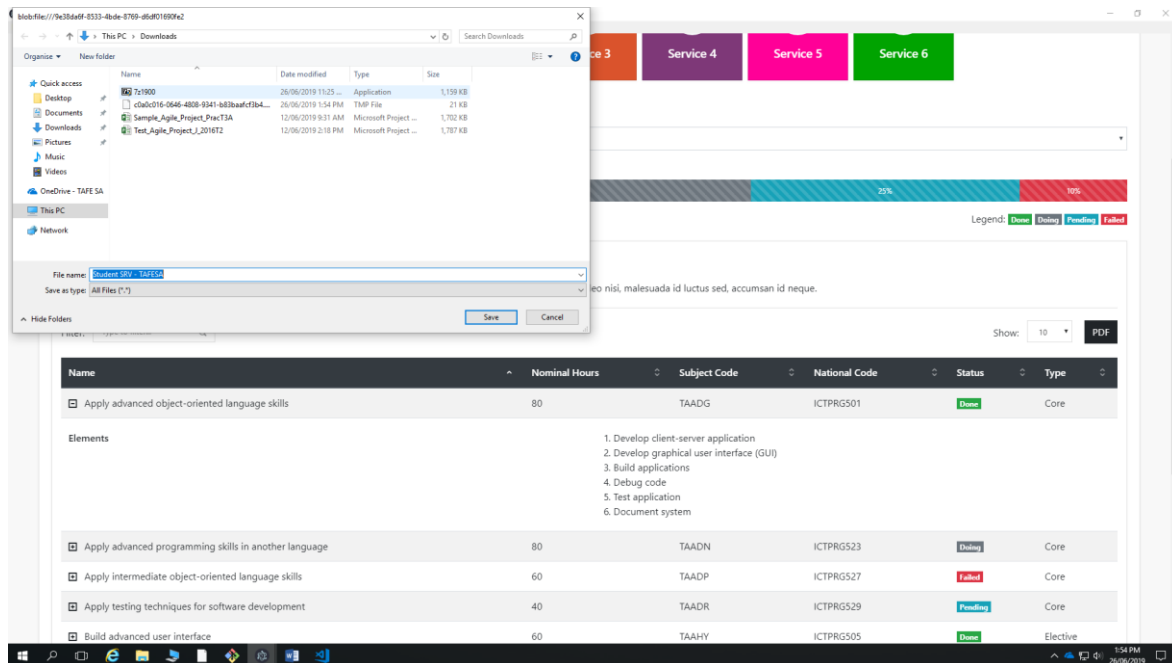 blob:file:///9e38da6f-8533-4bde-8769-d6df01690fe2
This PC > Downloads
Search Downloads
Organise
New folder
Name Date modified Type Size
Quick access
Desktop
Documents
Downloads
Pictures
Music
Videos
OneDrive - TAFE SA
This PC
Network
7z1900 26/06/2019 11:25 ... Application 1,159 KB
c0a0c016-0646-4808-9341-b83baafcf3b4.... 26/06/2019 1:54 PM TMP File 21 KB
Sample_Agile_Project_PracT3A 12/06/2019 9:31 AM Microsoft Project ... 1,702 KB
Test_Agile_Project_J_2016T2 12/06/2019 2:18 PM Microsoft Project ... 1,787 KB
File name: Student SRV - TAFESA
Save as type: All Files (*.*)
Hide Folders
Save Cancel
ce 3 Service 4 Service 5 Service 6
25% 10%
Legend: Done Doing Pending Failed
leo nisi, malesuada id luctus sed, accumsan id neque.
Show: 10 PDF
Name Nominal Hours Subject Code National Code Status Type
Apply advanced object-oriented language skills 80 TAADG ICTPRG501 Done Core
Elements
1. Develop client-server application
2. Develop graphical user interface (GUI)
3. Build applications
4. Debug code
5. Test application
6. Document system
Apply advanced programming skills in another language 80 TAADN ICTPRG523 Doing Core
Apply intermediate object-oriented language skills 60 TAADP ICTPRG527 Failed Core
Apply testing techniques for software development 40 TAADR ICTPRG529 Pending Core
Build advanced user interface 60 TAAHY ICTPRG505 Done Elective
1:54 PM
26/06/2019